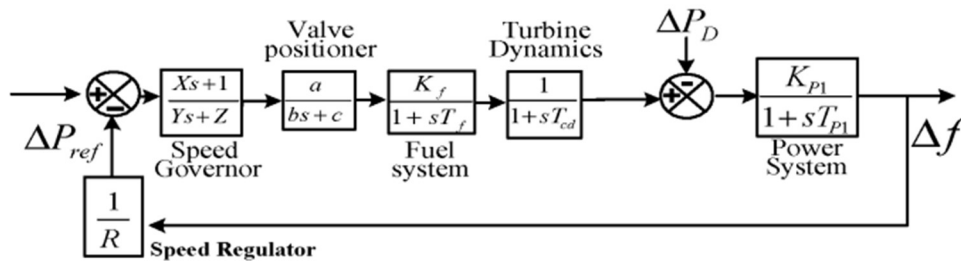 Valve
positioner
Turbine
Dynamics
ΔP_D
+
−
Xs+1
Ys+Z
a
bs+c
K_f
1+sT_f
1
1+sT_cd
+
−
K_P1
1+sT_P1
ΔP_ref
Speed
Governor
Fuel
system
Power
System
Δf
1
R
Speed Regulator